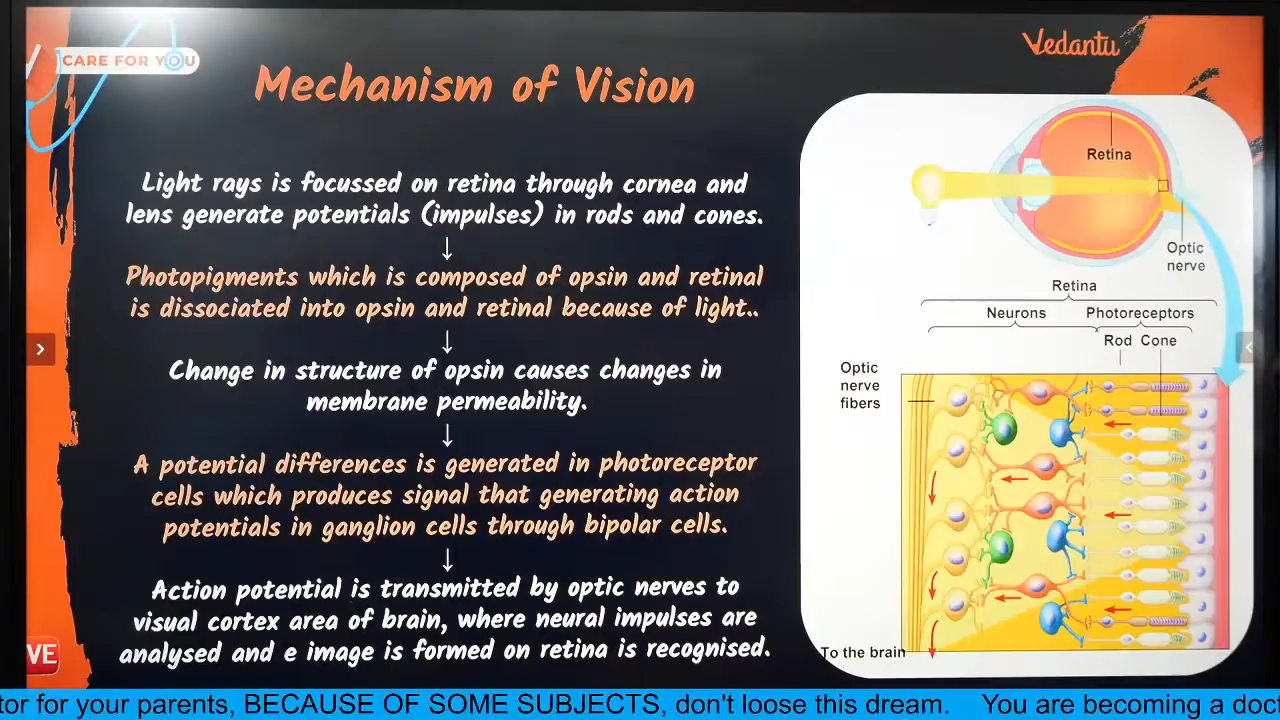 CARE FOR YOU
Vedantu
Mechanism of Vision
Light rays is focussed on retina through cornea and
lens generate potentials (impulses) in rods and cones.
↓
Photopigments which is composed of opsin and retinal
is dissociated into opsin and retinal because of light..
↓
Change in structure of opsin causes changes in
membrane permeability.
↓
A potential differences is generated in photoreceptor
cells which produces signal that generating action
potentials in ganglion cells through bipolar cells.
↓
Action potential is transmitted by optic nerves to
visual cortex area of brain, where neural impulses are
analysed and e image is formed on retina is recognised.
Retina
Optic
nerve
Retina
Neurons
Photoreceptors
Rod Cone
Optic
nerve
fibers
To the brain
VE
tor for your parents, BECAUSE OF SOME SUBJECTS, don't loose this dream. You are becoming a doc